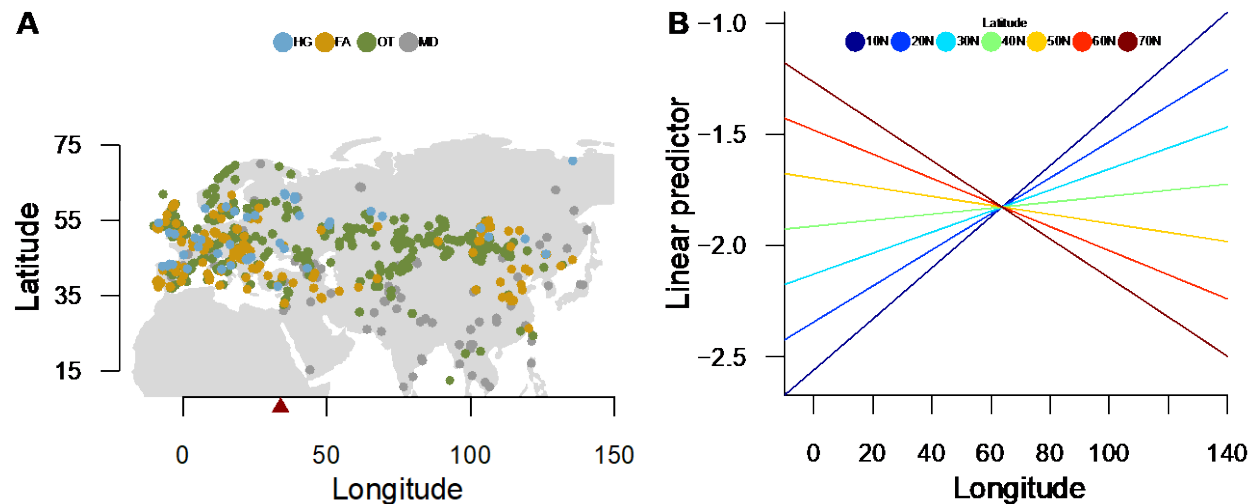 A
HG FA OT MD
75
55
35
15
Latitude
0 50 100 150
Longitude
B
Latitude
10N 20N 30N 40N 50N 60N 70N
−1.0
−1.5
−2.0
−2.5
Linear predictor
0 20 40 60 80 100 140
Longitude